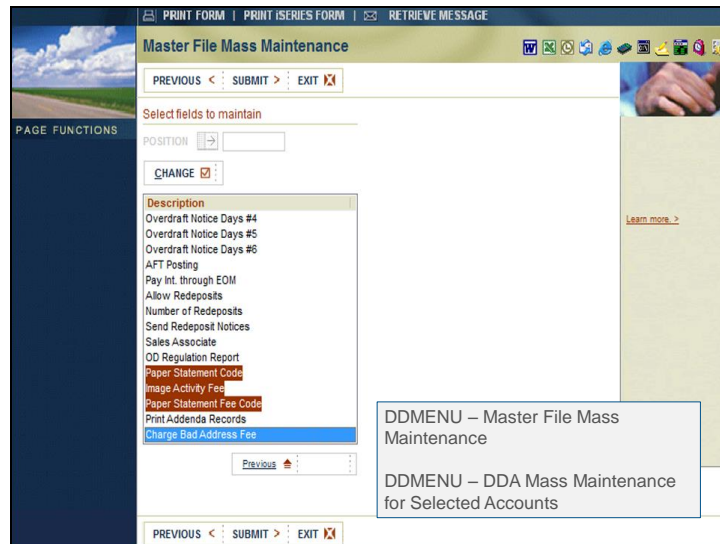 PRINT FORM | PRINT iSERIES FORM | RETRIEVE MESSAGE
Master File Mass Maintenance
PREVIOUS < SUBMIT > EXIT
PAGE FUNCTIONS
Select fields to maintain
POSITION
CHANGE
Description
Overdraft Notice Days #4
Overdraft Notice Days #5
Overdraft Notice Days #6
AFT Posting
Pay Int. through EOM
Allow Redeposits
Number of Redeposits
Send Redeposit Notices
Sales Associate
OD Regulation Report
Paper Statement Code
Image Activity Fee
Paper Statement Fee Code
Print Addenda Records
Charge Bad Address Fee
Learn more. >
Previous
DDMENU – Master File Mass
Maintenance
DDMENU – DDA Mass Maintenance
for Selected Accounts
PREVIOUS < SUBMIT > EXIT